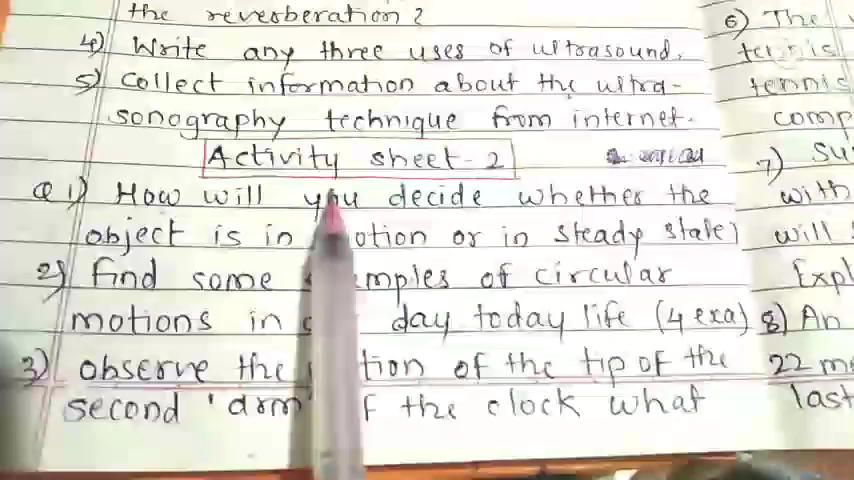 the reverberation?
4) Write any three uses of ultrasound.
5) Collect information about the ultra-
sonography technique from internet.
Activity sheet-2
Q 1) How will you decide whether the
object is in otion or in steady state?
2) find some mples of circular
motions in day today life (4 exa)
3) observe the tion of the tip of the
second 'arm' f the clock what
6) The
tennis
tennis
comp
7) Su
with
will
Expl
8) An
22 m
last